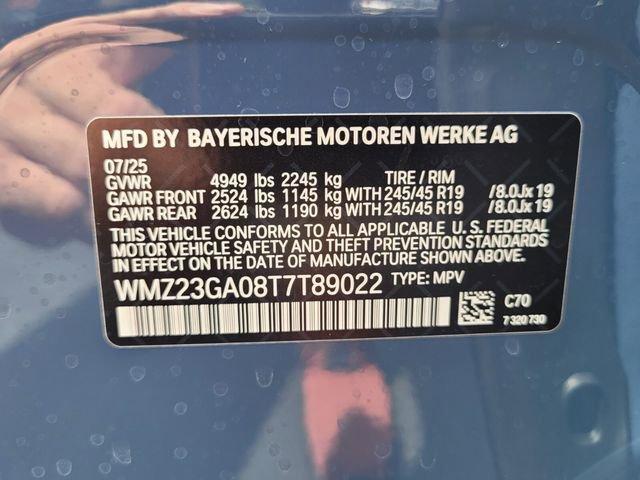 MFD BY BAYERISCHE MOTOREN WERKE AG
07/25
GVWR 4949 lbs 2245 kg TIRE / RIM
GAWR FRONT 2524 lbs 1145 kg WITH 245/45 R19 /8.0Jx19
GAWR REAR 2624 lbs 1190 kg WITH 245/45 R19 /8.0Jx19
THIS VEHICLE CONFORMS TO ALL APPLICABLE U. S. FEDERAL
MOTOR VEHICLE SAFETY AND THEFT PREVENTION STANDARDS
IN EFFECT ON THE DATE OF MANUFACTURE SHOWN ABOVE.
WMZ23GA08T7T89022 TYPE: MPV
C70
7 320 730